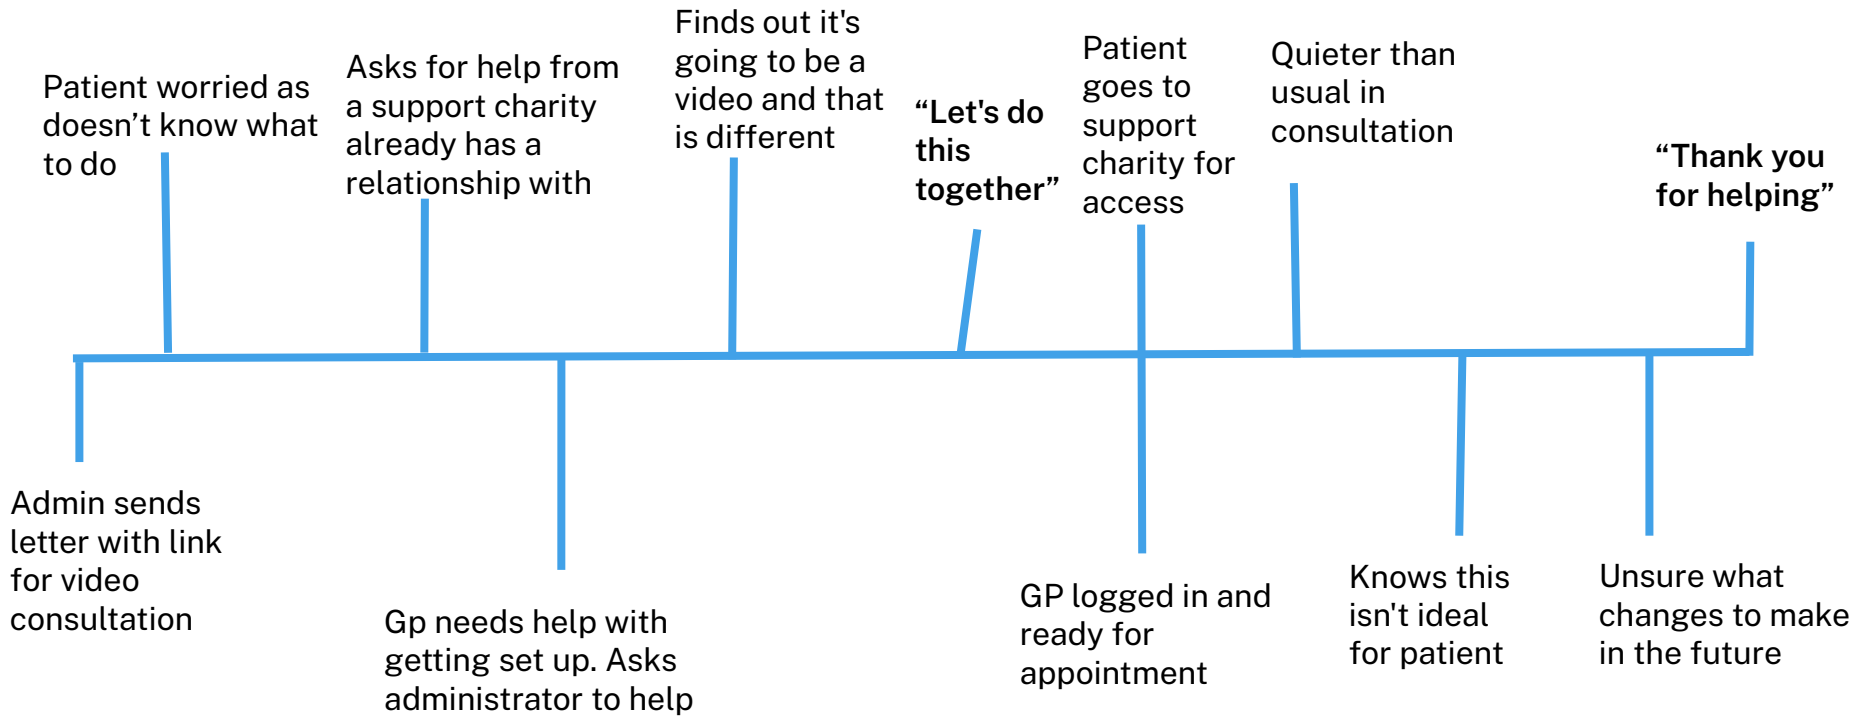 Patient worried as
doesn’t know what
to do
Asks for help from
a support charity
already has a
relationship with
Finds out it's
going to be a
video and that
is different
“Let's do
this
together”
Patient
goes to
support
charity for
access
Quieter than
usual in
consultation
“Thank you
for helping”
Admin sends
letter with link
for video
consultation
Gp needs help with
getting set up. Asks
administrator to help
GP logged in and
ready for
appointment
Knows this
isn't ideal
for patient
Unsure what
changes to make
in the future